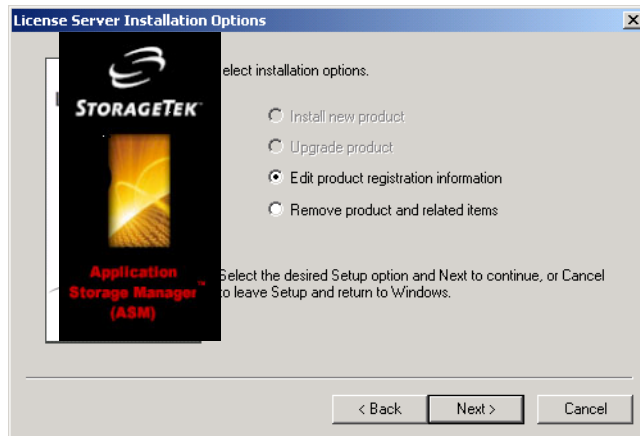 License Server Installation Options
STORAGETEK™
elect installation options.
Install new product
Upgrade product
Edit product registration information
Remove product and related items
Application
Storage Manager™
(ASM)
Select the desired Setup option and Next to continue, or Cancel
to leave Setup and return to Windows.
< Back
Next >
Cancel